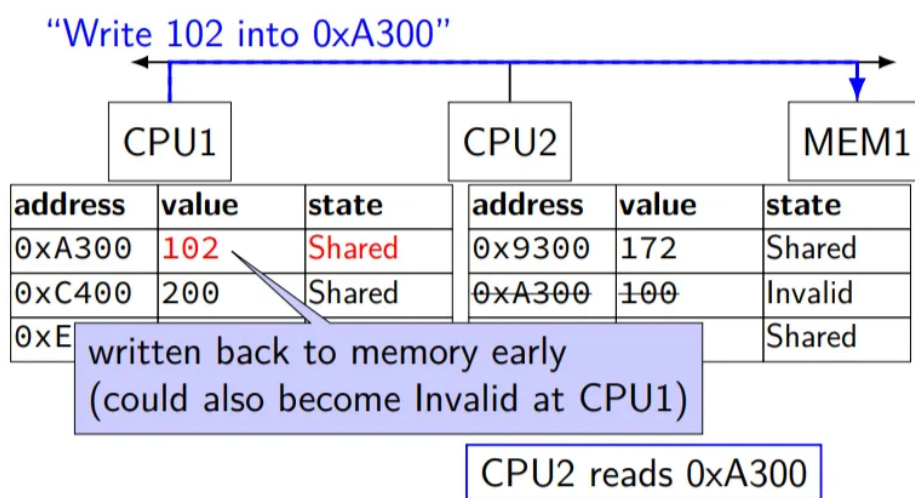 “Write 102 into 0xA300”
CPU1 CPU2 MEM1
address value state address value state
0xA300 102 Shared 0x9300 172 Shared
0xC400 200 Shared 0xA300 100 Invalid
0xE Shared
written back to memory early
(could also become Invalid at CPU1)
CPU2 reads 0xA300